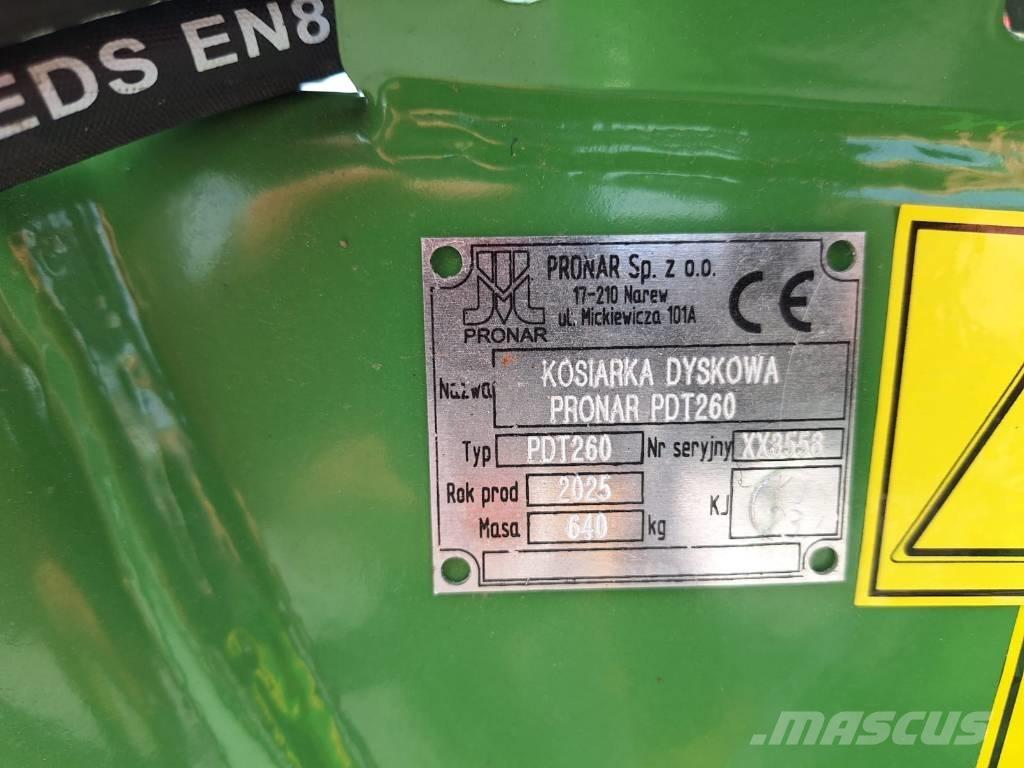 EDS EN8
PRONAR Sp. z o.o.
17-210 Narew
ul. Mickiewicza 101A
PRONAR
CE
Nazwa KOSIARKA DYSKOWA
PRONAR PDT260
Typ PDT260 Nr seryjny XX3558
Rok prod 2025
Masa 640 kg KJ
MASCUS